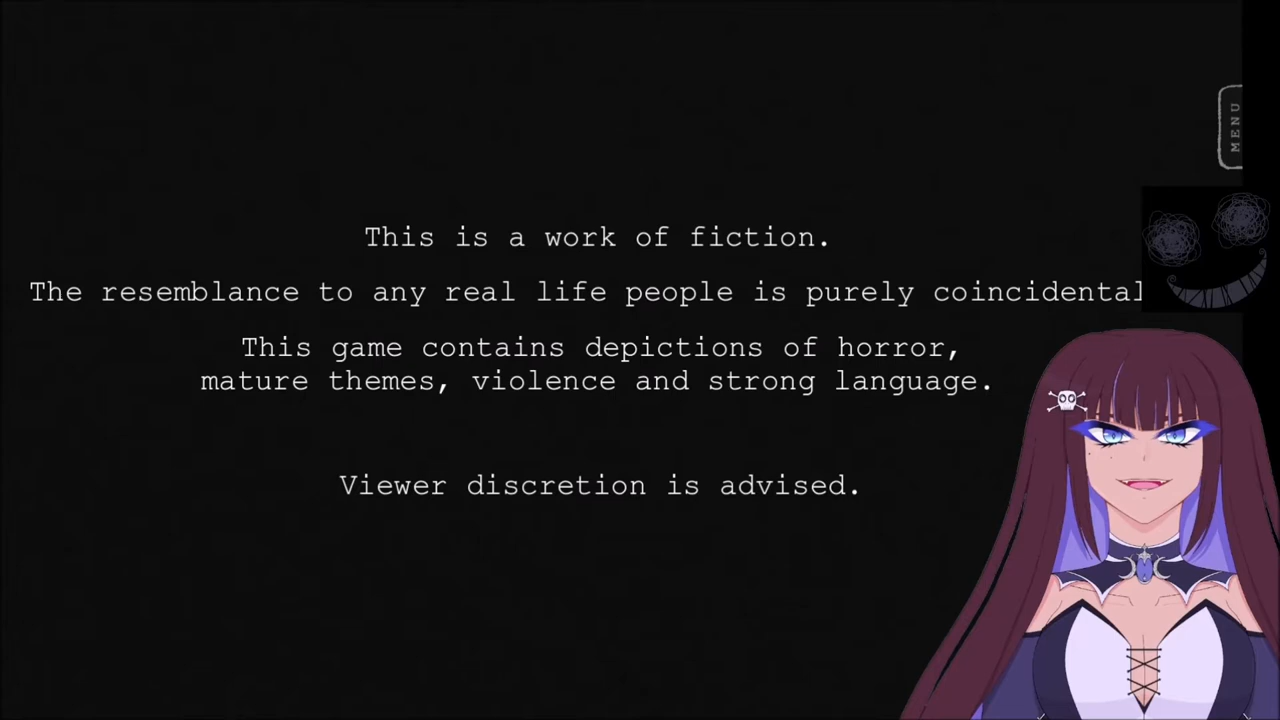 MENU
This is a work of fiction.
The resemblance to any real life people is purely coincidental
This game contains depictions of horror,
mature themes, violence and strong language.
Viewer discretion is advised.